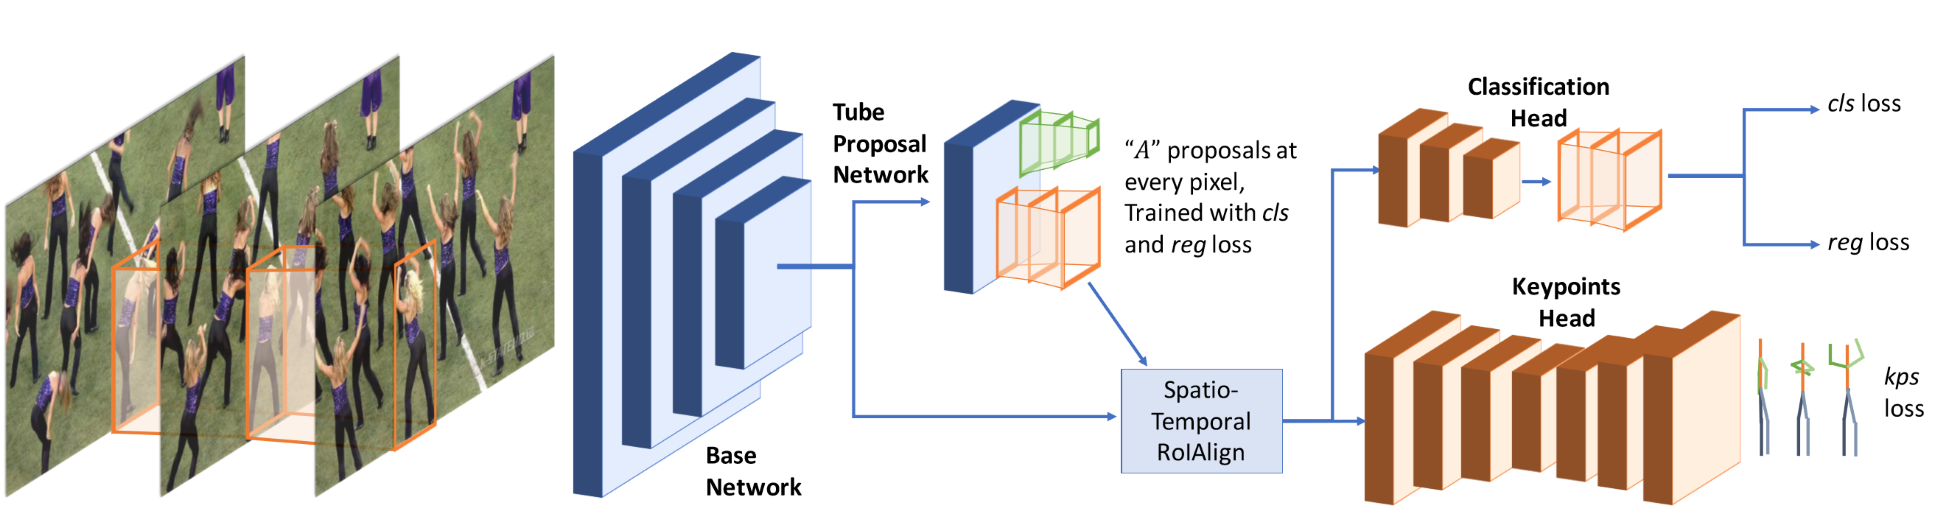 Tube
Proposal
Network
Base
Network
"A" proposals at
every pixel,
Trained with cls
and reg loss
Spatio-
Temporal
RoIAlign
Classification
Head
cls loss
reg loss
Keypoints
Head
kps
loss